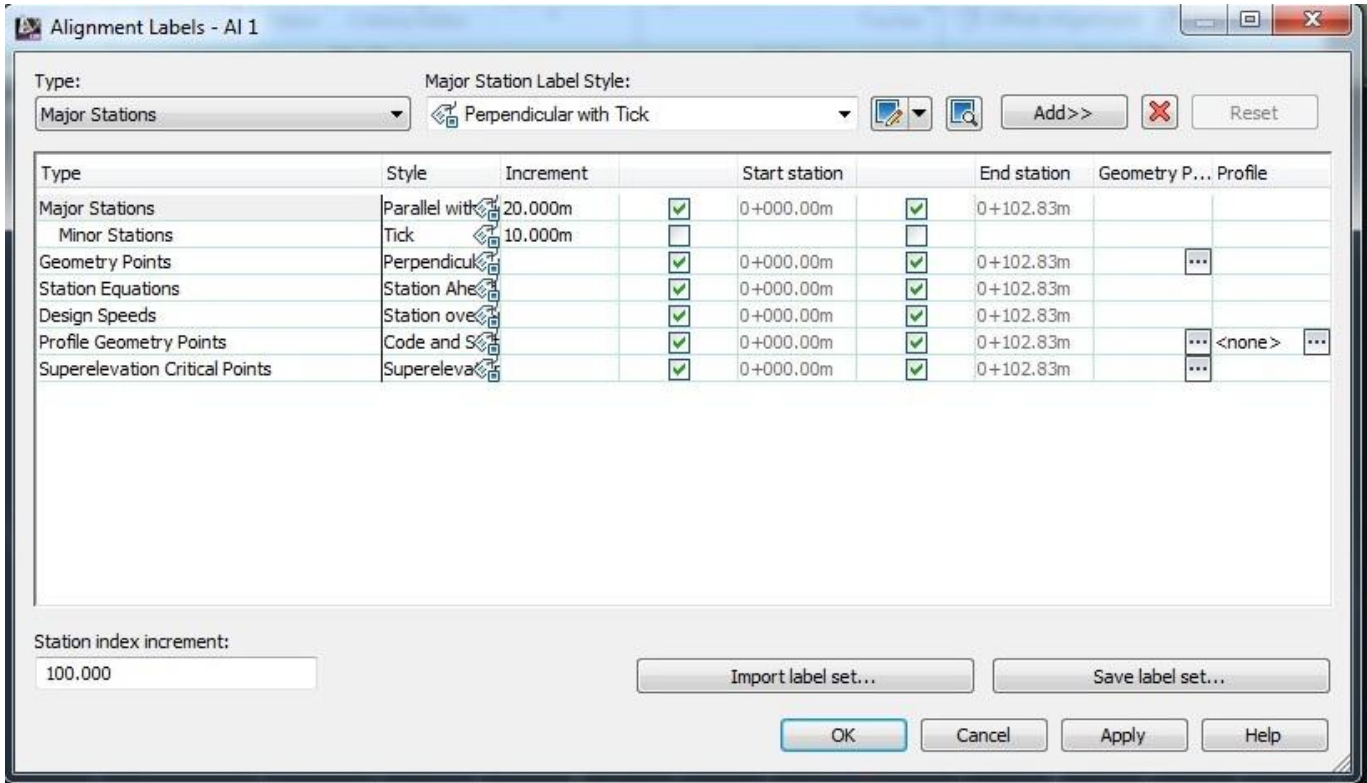 Alignment Labels - Al 1
Type: Major Station Label Style:
Major Stations Perpendicular with Tick Add>> Reset
Type Style Increment Start station End station Geometry P... Profile
Major Stations Parallel with 20.000m 0+000.00m 0+102.83m
Minor Stations Tick 10.000m
Geometry Points Perpendicul 0+000.00m 0+102.83m ...
Station Equations Station Ahe 0+000.00m 0+102.83m
Design Speeds Station ove 0+000.00m 0+102.83m
Profile Geometry Points Code and S 0+000.00m 0+102.83m ... <none> ...
Superelevation Critical Points Supereleva 0+000.00m 0+102.83m ...
Station index increment:
100.000 Import label set... Save label set...
OK Cancel Apply Help